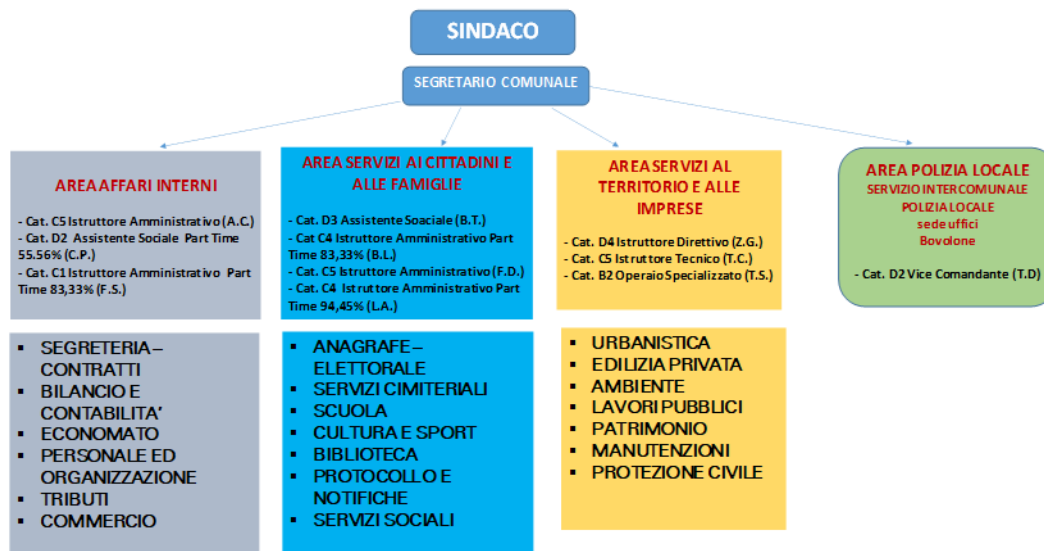 SINDACO
SEGRETARIO COMUNALE
AREA AFFARI INTERNI
- Cat. C5 Istruttore Amministrativo (A.C.)
- Cat. D2 Assistente Sociale Part Time
55.56% (C.P.)
- Cat. C1 Istruttore Amministrativo Part
Time 83,33% (F.S.)
AREA SERVIZI AI CITTADINI E
ALLE FAMIGLIE
- Cat. D3 Assistente Soaciale (B.T.)
- Cat C4 Istruttore Amministrativo Part
Time 83,33% (B.L.)
- Cat. C5 Istruttore Amministrativo (F.D.)
- Cat. C4 Istruttore Amministrativo Part
Time 94,45% (L.A.)
AREA SERVIZI AL
TERRITORIO E ALLE
IMPRESE
- Cat. D4 Istruttore Direttivo (Z.G.)
- Cat. C5 Istruttore Tecnico (T.C.)
- Cat. B2 Operaio Specializzato (T.S.)
AREA POLIZIA LOCALE
SERVIZIO INTERCOMUNALE
POLIZIA LOCALE
sede uffici
Bovolone
- Cat. D2 Vice Comandante (T.D)
▪ SEGRETERIA –
CONTRATTI
▪ BILANCIO E
CONTABILITA'
▪ ECONOMATO
▪ PERSONALE ED
ORGANIZZAZIONE
▪ TRIBUTI
▪ COMMERCIO
▪ ANAGRAFE –
ELETTORALE
▪ SERVIZI CIMITERIALI
▪ SCUOLA
▪ CULTURA E SPORT
▪ BIBLIOTECA
▪ PROTOCOLLO E
NOTIFICHE
▪ SERVIZI SOCIALI
▪ URBANISTICA
▪ EDILIZIA PRIVATA
▪ AMBIENTE
▪ LAVORI PUBBLICI
▪ PATRIMONIO
▪ MANUTENZIONI
▪ PROTEZIONE CIVILE